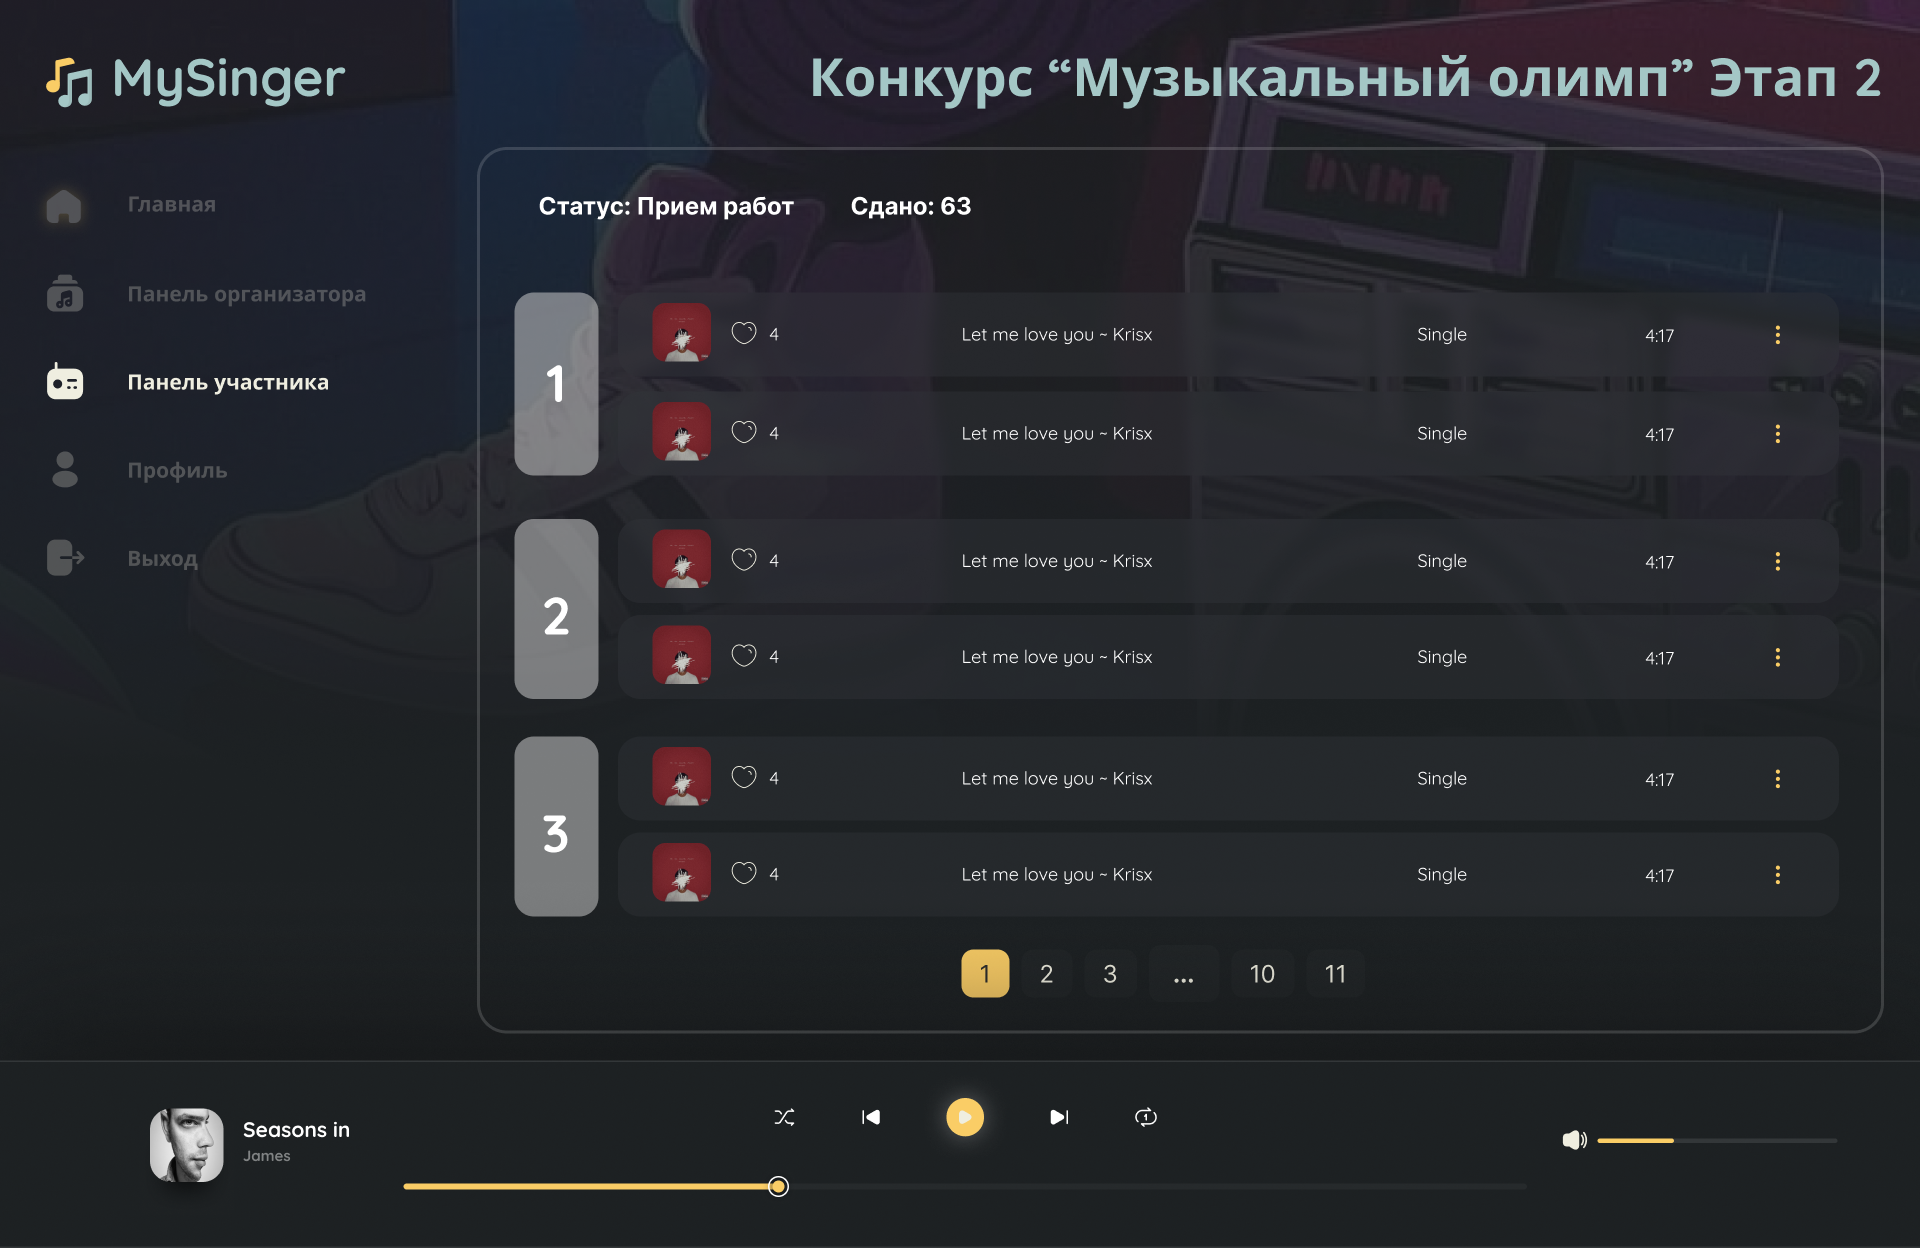 MySinger
Конкурс “Музыкальный олимп” Этап 2
Главная
Панель организатора
Панель участника
Профиль
Выход
Статус: Прием работ
Сдано: 63
1
4 Let me love you ~ Krisx Single 4:17
4 Let me love you ~ Krisx Single 4:17
2
4 Let me love you ~ Krisx Single 4:17
4 Let me love you ~ Krisx Single 4:17
3
4 Let me love you ~ Krisx Single 4:17
4 Let me love you ~ Krisx Single 4:17
1 2 3 ... 10 11
Seasons in
James
1